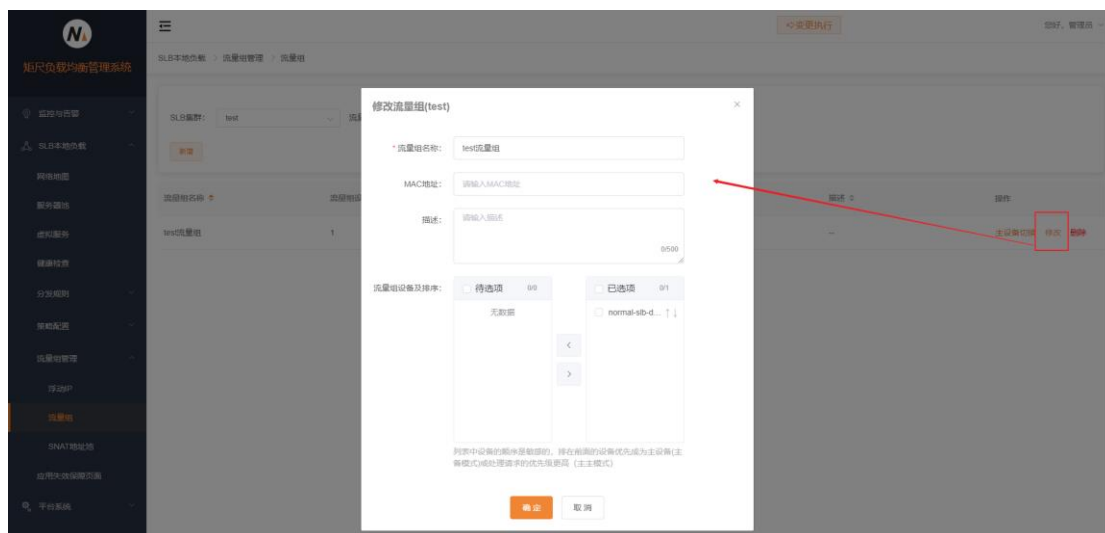 矩尺负载均衡管理系统
变更执行
您好，管理员
SLB本地负载 > 流量组管理 > 流量组
监控与告警
SLB本地负载
网络地图
服务器池
虚拟服务
健康检查
分发规则
策略配置
流量组管理
浮动IP
流量组
SNAT地址池
应用失效保障页面
平台系统
SLB集群： test
新增
流量组名称
流量组设
描述
操作
test流量组
1
--
主设备切换 修改 删除
修改流量组(test)
* 流量组名称： test流量组
MAC地址： 请输入MAC地址
描述： 请输入描述
0/500
流量组设备及排序：
待选项 0/0
无数据
已选项 0/1
normal-slb-d...
列表中设备的顺序是敏感的，排在前面的设备优先成为主设备(主
备模式)或处理请求的优先级更高（主主模式）
确定
取消